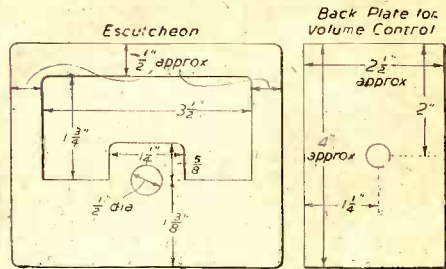 Escutcheon
1/2" approx
3 1/2"
1 3/4"
1 1/4"
5/8
1/2" dia
1 3/8"
Back Plate for
Volume Control
2 1/2"
approx
2"
4"
approx
1 1/4"